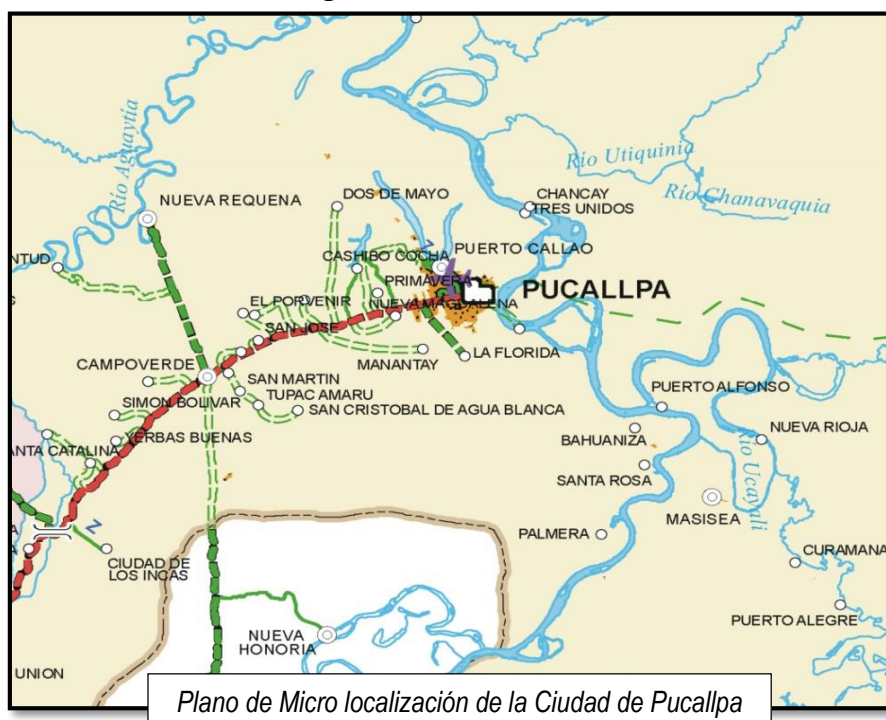 Río Aguaytía
Río Utiquinia
Río Chanavaquia
NUEVA REQUENA
DOS DE MAYO
CHANCAY
TRES UNIDOS
NTUD
CASHIBO COCHA
PUERTO CALLAO
PRIMAVERA
PUCALLPA
EL PORVENIR
NUEVA MAGDALENA
SAN JOSE
CAMPOVERDE
MANANTAY
LA FLORIDA
SAN MARTIN
TUPAC AMARU
SIMON BOLIVAR
SAN CRISTOBAL DE AGUA BLANCA
PUERTO ALFONSO
YERBAS BUENAS
BAHUANIZA
NUEVA RIOJA
ANTA CATALINA
SANTA ROSA
Río Ucayali
MASISEA
PALMERA
CIUDAD DE
LOS INCAS
CURAMANA
PUERTO ALEGRE
NUEVA
HONORIA
UNION
Plano de Micro localización de la Ciudad de Pucallpa